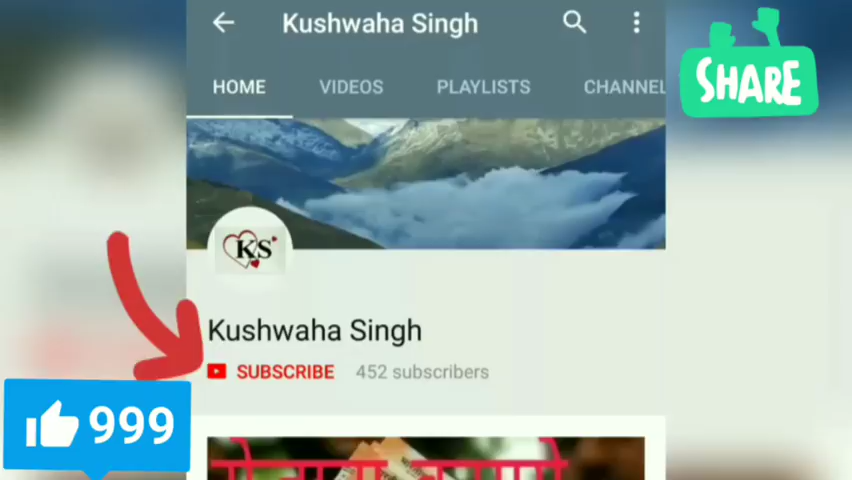 Kushwaha Singh
SHARE
HOME VIDEOS PLAYLISTS CHANNEL
KS
Kushwaha Singh
SUBSCRIBE 452 subscribers
999